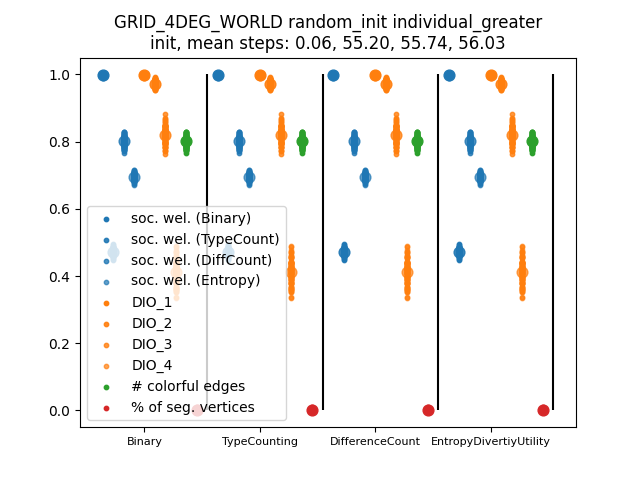 GRID_4DEG_WORLD random_init individual_greater
init, mean steps: 0.06, 55.20, 55.74, 56.03
1.0
0.8
0.6
0.4
0.2
0.0
soc. wel. (Binary)
soc. wel. (TypeCount)
soc. wel. (DiffCount)
soc. wel. (Entropy)
DIO_1
DIO_2
DIO_3
DIO_4
# colorful edges
% of seg. vertices
Binary
TypeCounting
DifferenceCount
EntropyDivertiyUtility